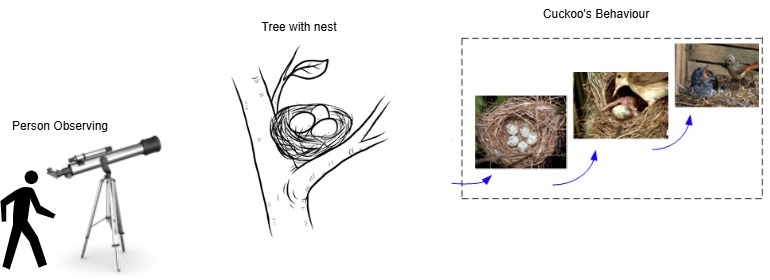 Cuckoo's Behaviour
Tree with nest
Person Observing